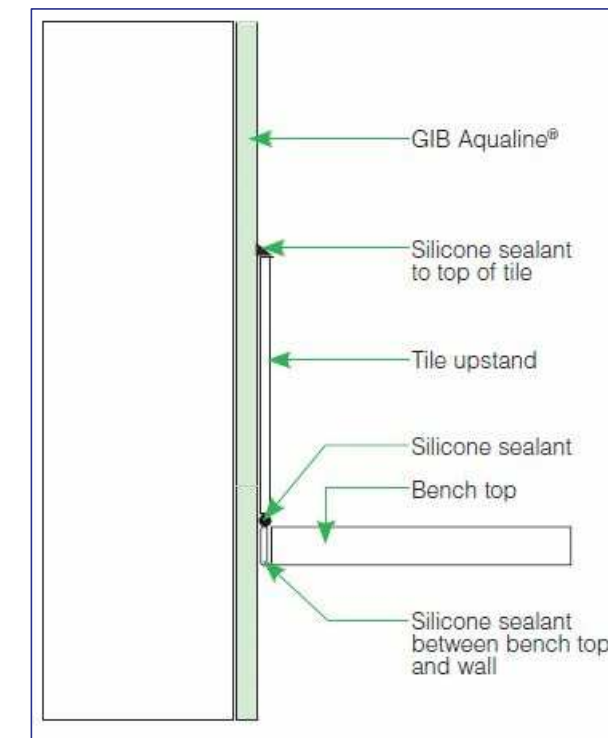 GIB Aqualine®
Silicone sealant
to top of tile
Tile upstand
Silicone sealant
Bench top
Silicone sealant
between bench top
and wall